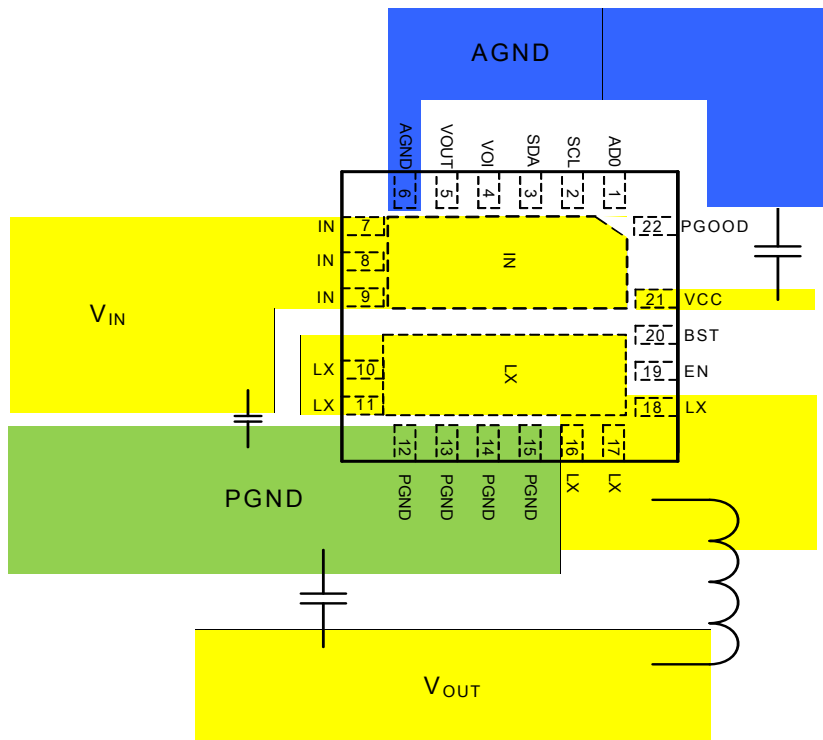 AGND
AGND
VOUT
VOI
SDA
SCL
AD0
6
5
4
3
2
1
IN 7
22 PGOOD
IN 8
IN
IN 9
21 VCC
V_IN
20 BST
LX 10
LX
19 EN
LX 11
18 LX
12
13
14
15
16
17
PGND
PGND
PGND
PGND
LX
LX
PGND
V_OUT